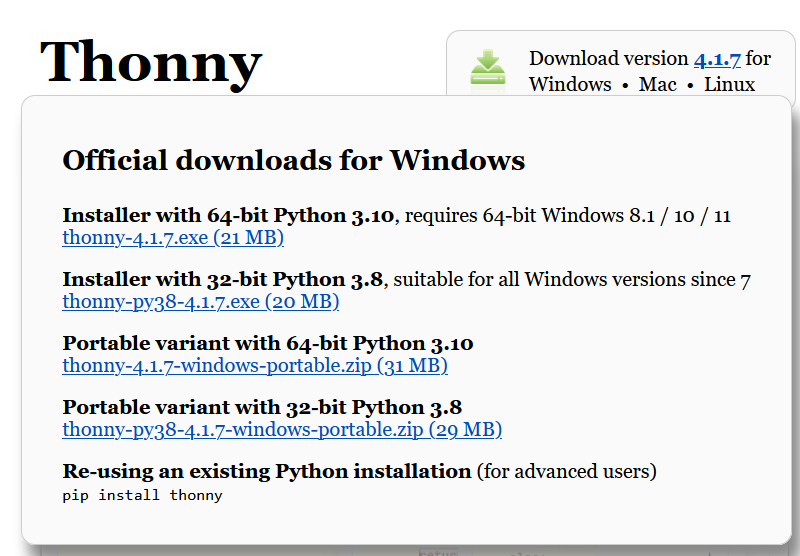 Thonny
Download version 4.1.7 for
Windows • Mac • Linux
Official downloads for Windows
Installer with 64-bit Python 3.10, requires 64-bit Windows 8.1 / 10 / 11
thonny-4.1.7.exe (21 MB)
Installer with 32-bit Python 3.8, suitable for all Windows versions since 7
thonny-py38-4.1.7.exe (20 MB)
Portable variant with 64-bit Python 3.10
thonny-4.1.7-windows-portable.zip (31 MB)
Portable variant with 32-bit Python 3.8
thonny-py38-4.1.7-windows-portable.zip (29 MB)
Re-using an existing Python installation (for advanced users)
pip install thonny